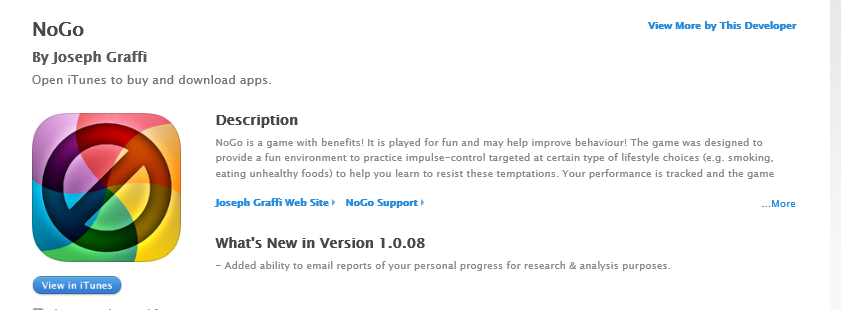 NoGo
View More by This Developer
By Joseph Graffi
Open iTunes to buy and download apps.
Description
NoGo is a game with benefits! It is played for fun and may help improve behaviour! The game was designed to
provide a fun environment to practice impulse-control targeted at certain type of lifestyle choices (e.g. smoking,
eating unhealthy foods) to help you learn to resist these temptations. Your performance is tracked and the game
Joseph Graffi Web Site NoGo Support ...More
What's New in Version 1.0.08
- Added ability to email reports of your personal progress for research & analysis purposes.
View in iTunes